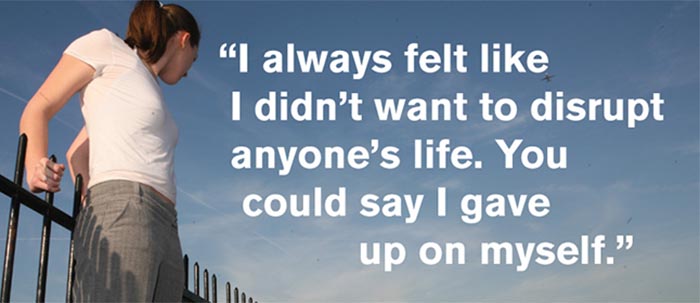 “I always felt like
I didn’t want to disrupt
anyone’s life. You
could say I gave
up on myself.”